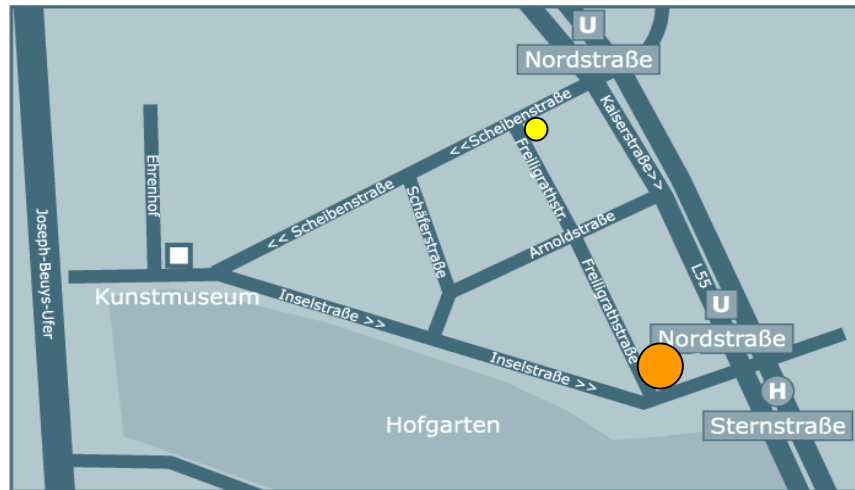 U
Nordstraße
<<Scheibenstraße
Kaiserstraße>>
Freiligrathstr.
Ehrenhof
<< Scheibenstraße
Schäferstraße
Arnoldstraße
Joseph-Beuys-Ufer
Kunstmuseum
Inselstraße >>
Freiligrathstraße
L55
U
Nordstraße
Inselstraße >>
H
Hofgarten
Sternstraße